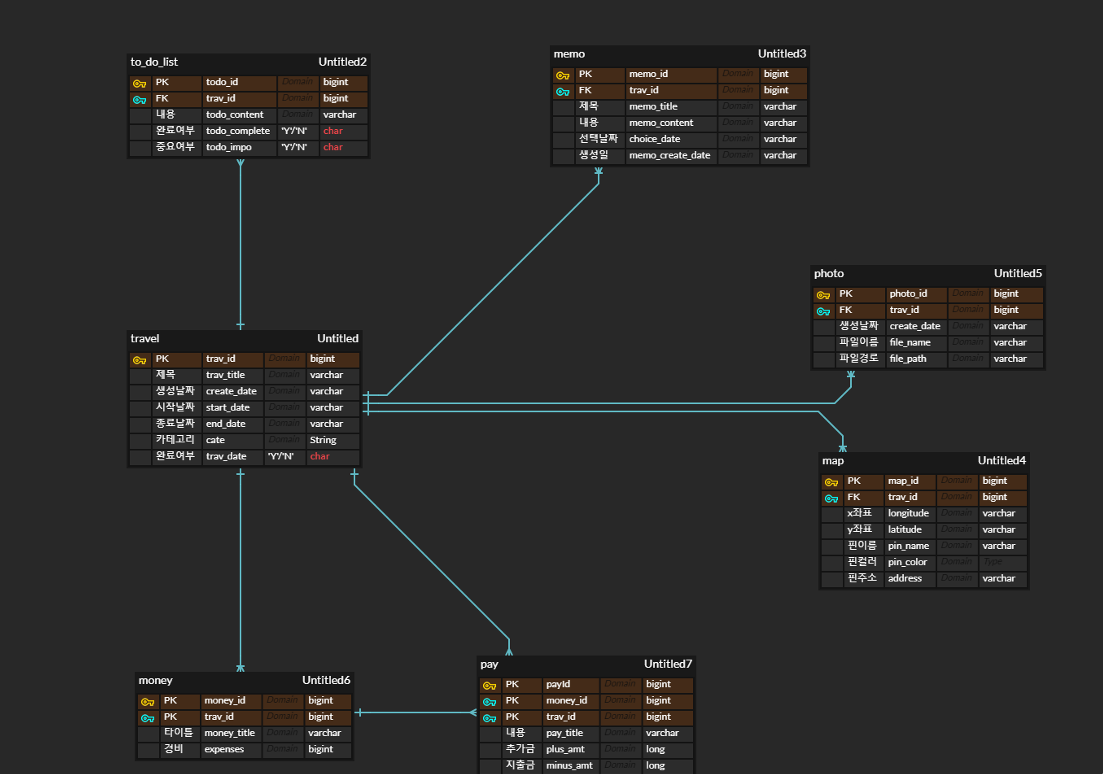 to_do_list Untitled2
PK todo_id Domain bigint
FK trav_id Domain bigint
내용 todo_content Domain varchar
완료여부 todo_complete 'Y'/'N' char
중요여부 todo_impo 'Y'/'N' char
memo Untitled3
PK memo_id Domain bigint
FK trav_id Domain bigint
제목 memo_title Domain varchar
내용 memo_content Domain varchar
선택날짜 choice_date Domain varchar
생성일 memo_create_date Domain varchar
photo Untitled5
PK photo_id Domain bigint
FK trav_id Domain bigint
생성날짜 create_date Domain varchar
파일이름 file_name Domain varchar
파일경로 file_path Domain varchar
travel Untitled
PK trav_id Domain bigint
제목 trav_title Domain varchar
생성날짜 create_date Domain varchar
시작날짜 start_date Domain varchar
종료날짜 end_date Domain varchar
카테고리 cate Domain String
완료여부 trav_date 'Y'/'N' char
map Untitled4
PK map_id Domain bigint
FK trav_id Domain bigint
x좌표 longitude Domain varchar
y좌표 latitude Domain varchar
핀이름 pin_name Domain varchar
핀컬러 pin_color Domain Type
핀주소 address Domain varchar
money Untitled6
PK money_id Domain bigint
PK trav_id Domain bigint
타이틀 money_title Domain varchar
경비 expenses Domain bigint
pay Untitled7
PK payId Domain bigint
PK money_id Domain bigint
PK trav_id Domain bigint
내용 pay_title Domain varchar
추가금 plus_amt Domain long
지출금 minus_amt Domain long